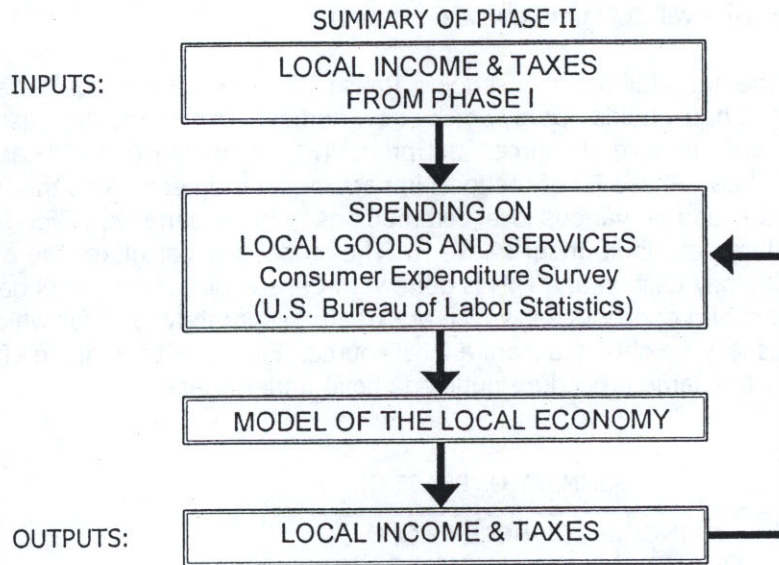 SUMMARY OF PHASE II
INPUTS:
LOCAL INCOME & TAXES
FROM PHASE I
SPENDING ON
LOCAL GOODS AND SERVICES
Consumer Expenditure Survey
(U.S. Bureau of Labor Statistics)
MODEL OF THE LOCAL ECONOMY
OUTPUTS:
LOCAL INCOME & TAXES